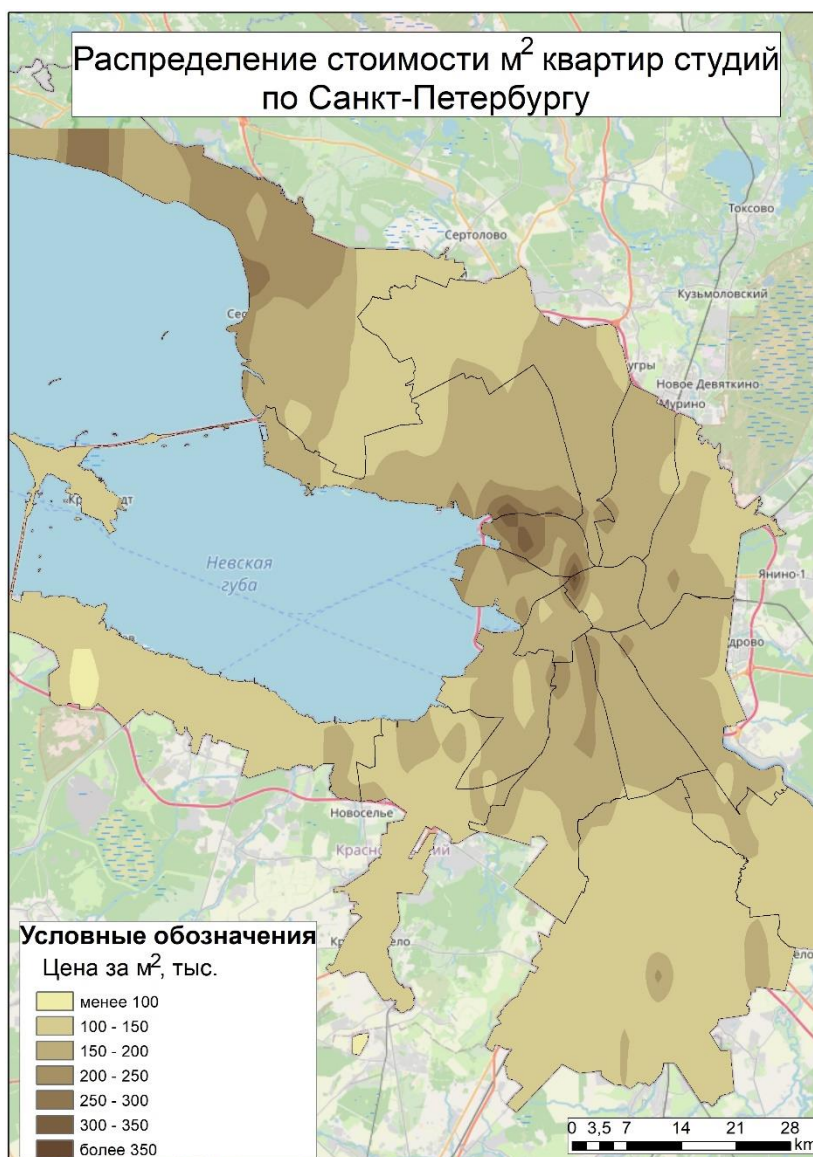 Распределение стоимости м² квартир студий
по Санкт-Петербургу
Токсово
Сертолово
Кузьмоловский
Новое Девяткино
Мурино
Невская
губа
Янино-1
Новоселье
Условные обозначения
Цена за м², тыс.
менее 100
100 - 150
150 - 200
200 - 250
250 - 300
300 - 350
более 350
0 3,5 7 14 21 28
km